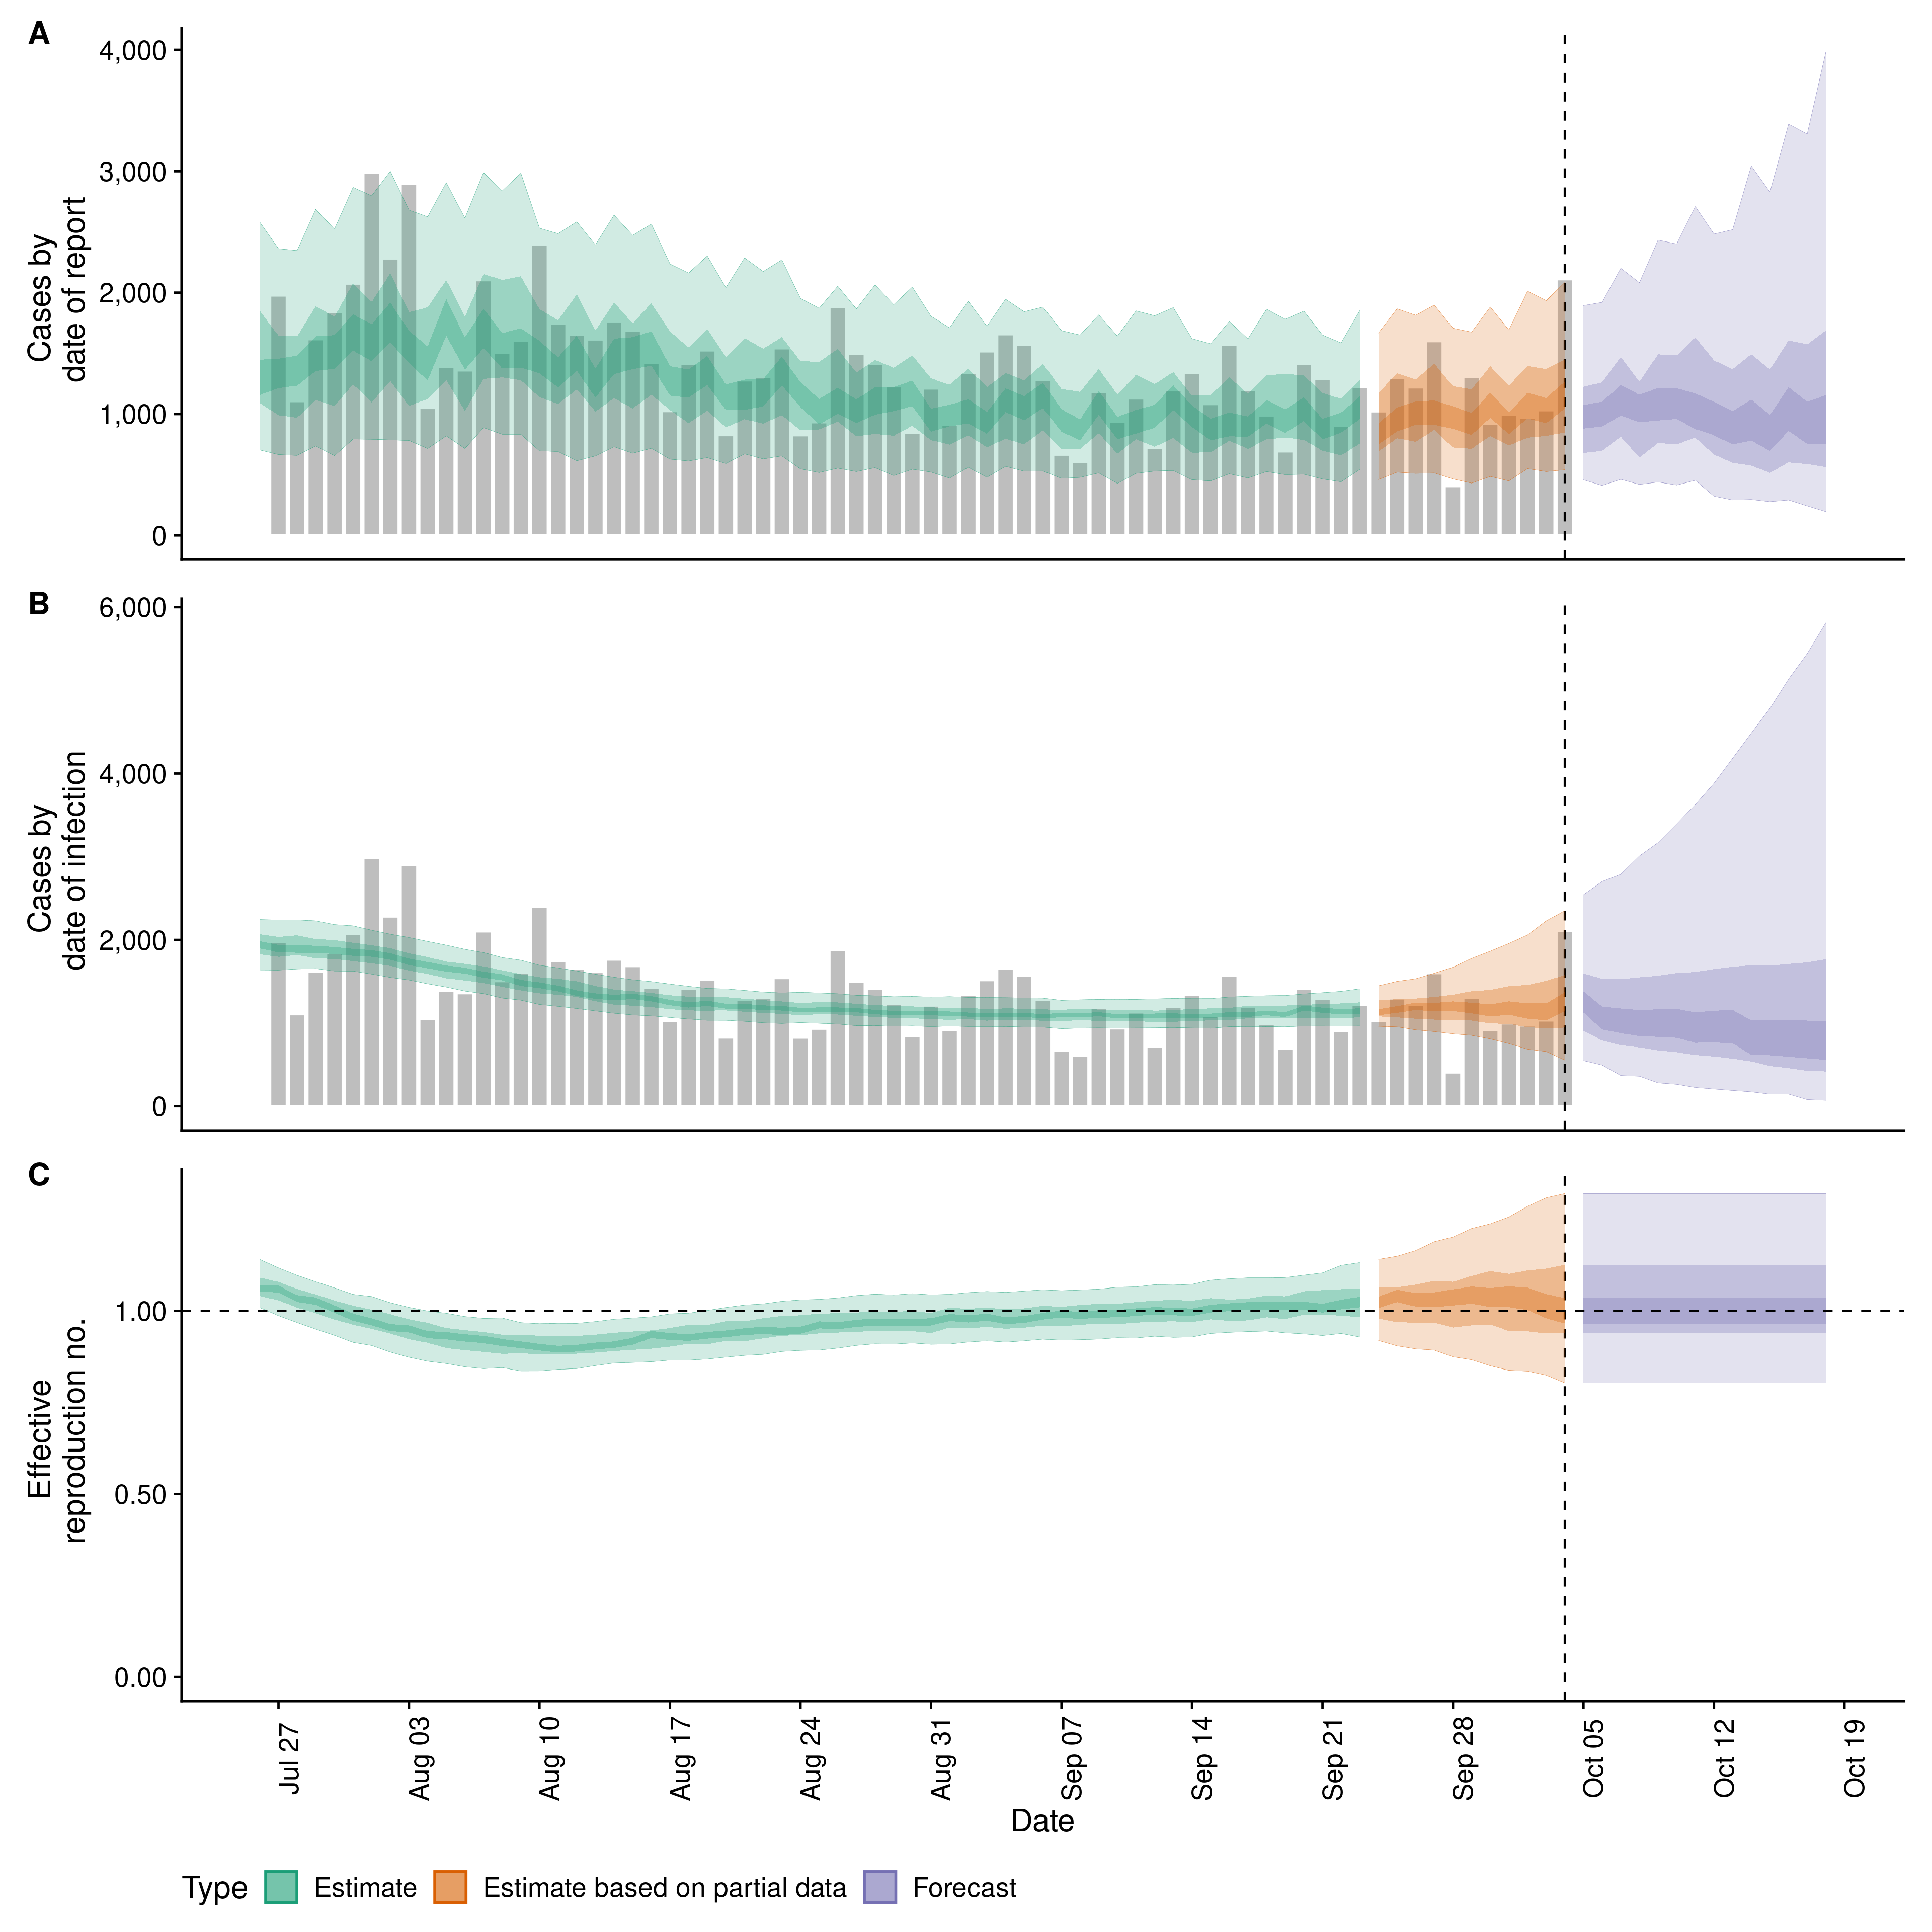 A
4,000
3,000
2,000
1,000
0
Cases by
date of report
B
6,000
4,000
2,000
0
Cases by
date of infection
C
1.00
0.50
0.00
Effective
reproduction no.
Jul 27
Aug 03
Aug 10
Aug 17
Aug 24
Aug 31
Sep 07
Sep 14
Sep 21
Sep 28
Oct 05
Oct 12
Oct 19
Date
Type Estimate Estimate based on partial data Forecast